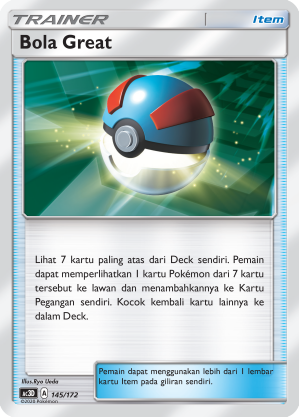 TRAINER
Item
Bola Great
Lihat 7 kartu paling atas dari Deck sendiri. Pemain
dapat memperlihatkan 1 kartu Pokémon dari 7 kartu
tersebut ke lawan dan menambahkannya ke Kartu
Pegangan sendiri. Kocok kembali kartu lainnya ke
dalam Deck.
Pemain dapat menggunakan lebih dari 1 lembar
kartu Item pada giliran sendiri.
Illus.Ryo Ueda
A 145/172
©2020 Pokémon